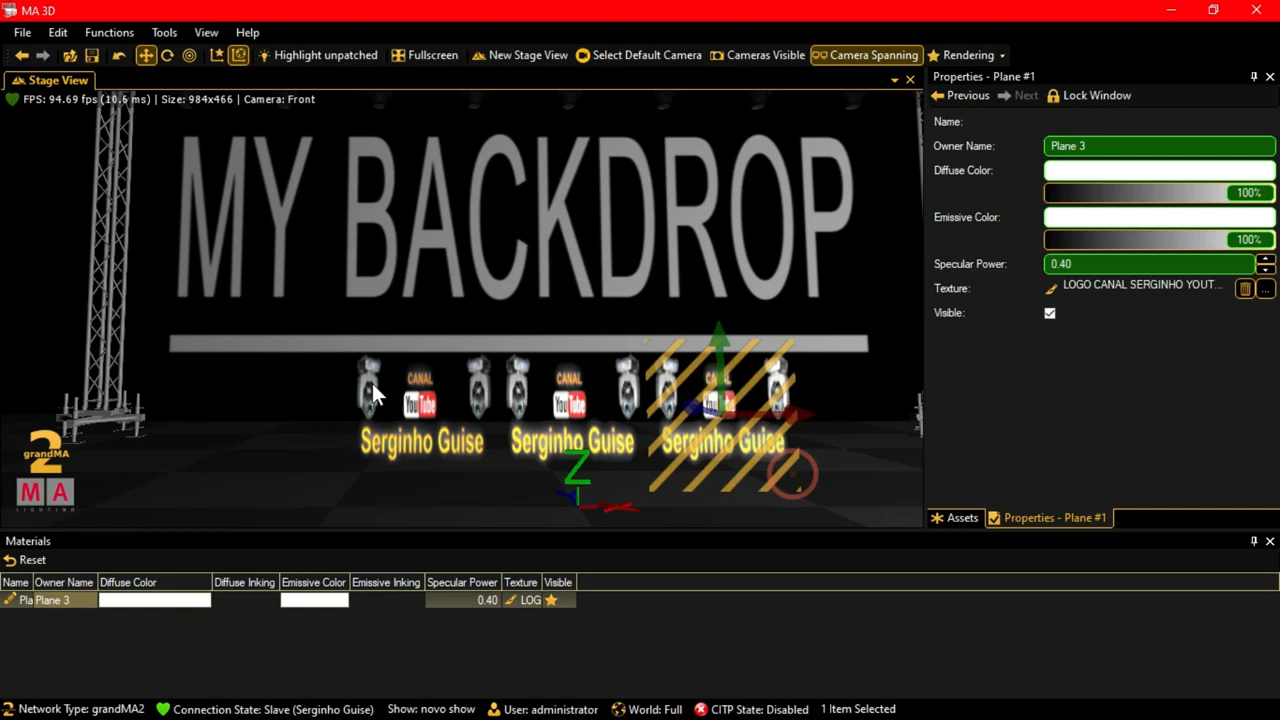 MA 3D
File Edit Functions Tools View Help
Highlight unpatched Fullscreen New Stage View Select Default Camera Cameras Visible Camera Spanning Rendering
Stage View
FPS: 94.69 fps (10.6 ms) | Size: 984x466 | Camera: Front
MY BACKDROP
CANAL CANAL CANAL
YouTube YouTube YouTube
Serginho Guise Serginho Guise Serginho Guise
Z
2
grandMA
MA
LIGHTING
Properties - Plane #1
Previous Next Lock Window
Name:
Owner Name: Plane 3
Diffuse Color:
100%
Emissive Color:
100%
Specular Power: 0.40
Texture: LOGO CANAL SERGINHO YOUT... ...
Visible:
Assets Properties - Plane #1
Materials
Reset
Name Owner Name Diffuse Color Diffuse Inking Emissive Color Emissive Inking Specular Power Texture Visible
Pla Plane 3 0.40 LOG
2 Network Type: grandMA2 Connection State: Slave (Serginho Guise) Show: novo show User: administrator World: Full CITP State: Disabled 1 Item Selected